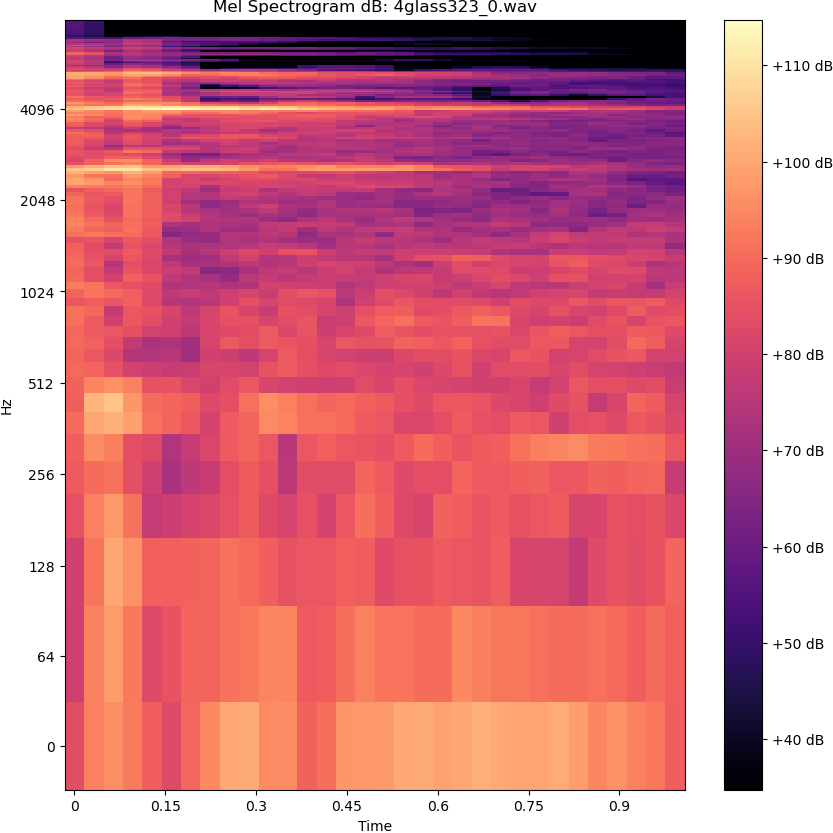 Mel Spectrogram dB: 4glass323_0.wav
Hz
4096
2048
1024
512
256
128
64
0
0
0.15
0.3
0.45
0.6
0.75
0.9
Time
+110 dB
+100 dB
+90 dB
+80 dB
+70 dB
+60 dB
+50 dB
+40 dB